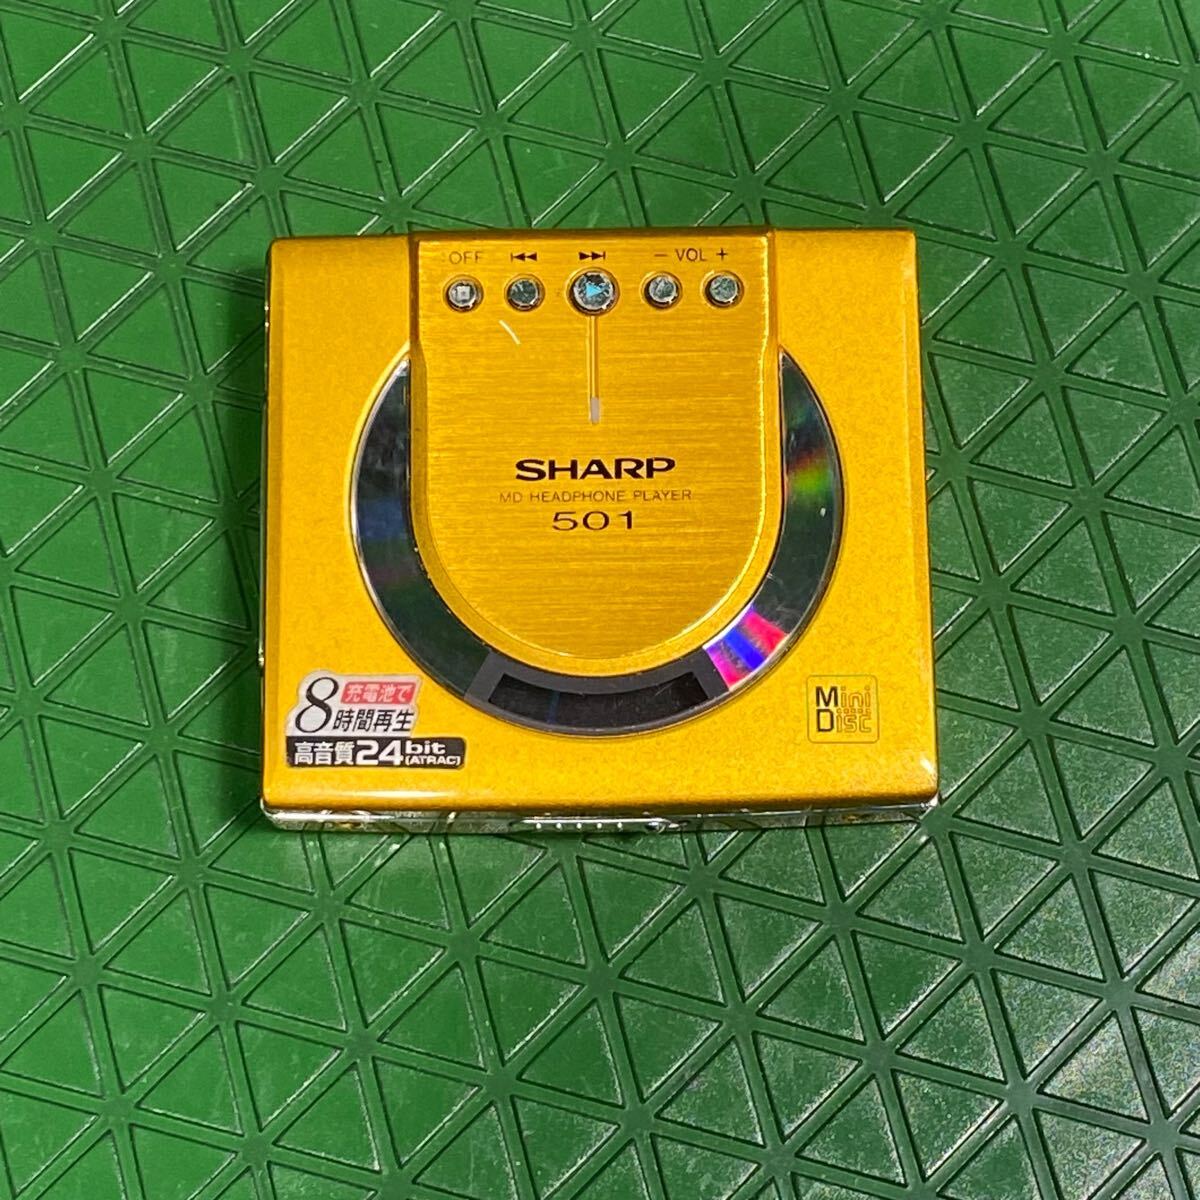 :OFF
– VOL +
SHARP
MD HEADPHONE PLAYER
501
充電池で
8時間再生
高音質24bit
(ATRAC)
Mini
Disc